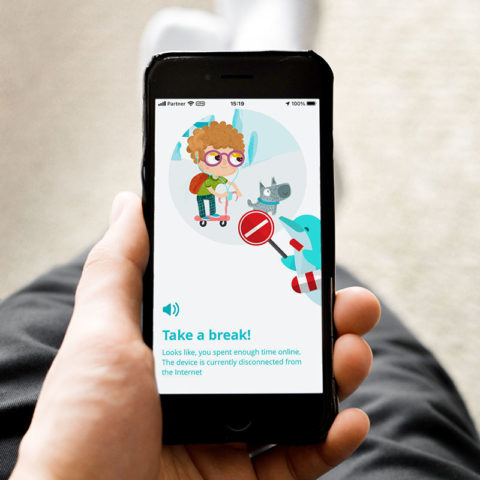 Partner VPN 15:19 100%
Take a break!
Looks like, you spent enough time online.
The device is currently disconnected from
the Internet